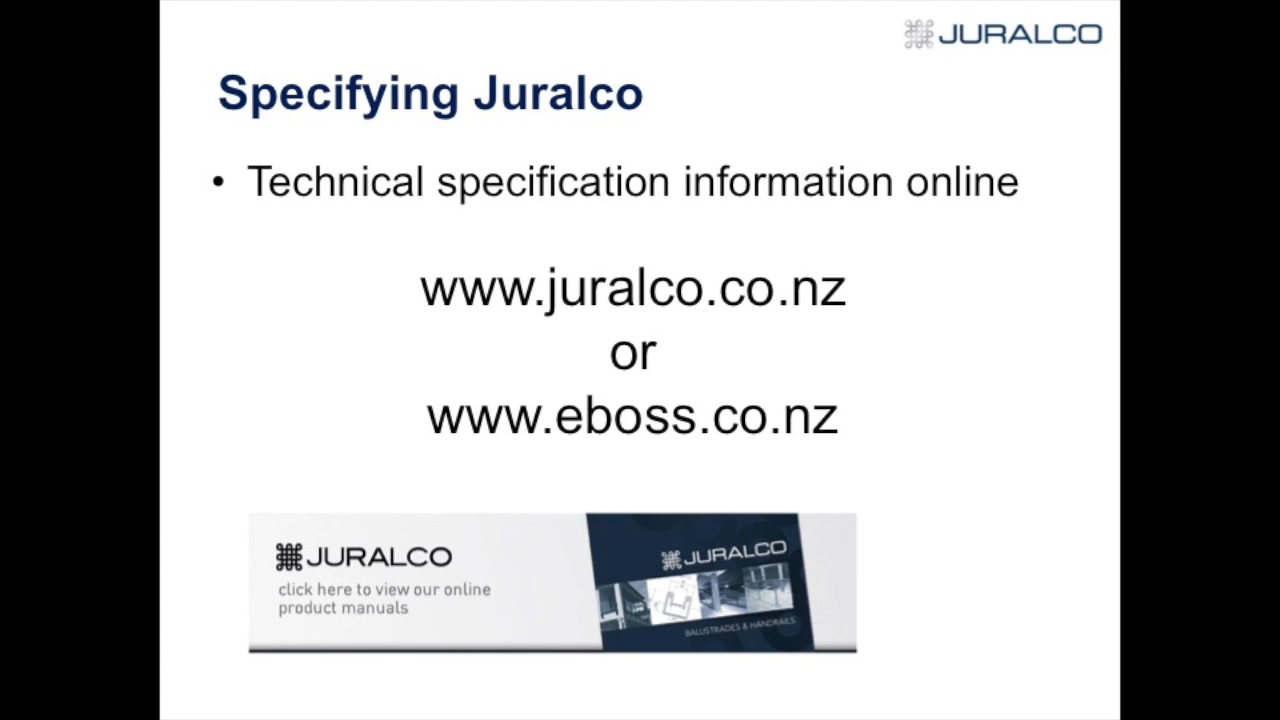 JURALCO
Specifying Juralco
• Technical specification information online
www.juralco.co.nz
or
www.eboss.co.nz
JURALCO
click here to view our online
product manuals
JURALCO
BALUSTRADES & HANDRAILS